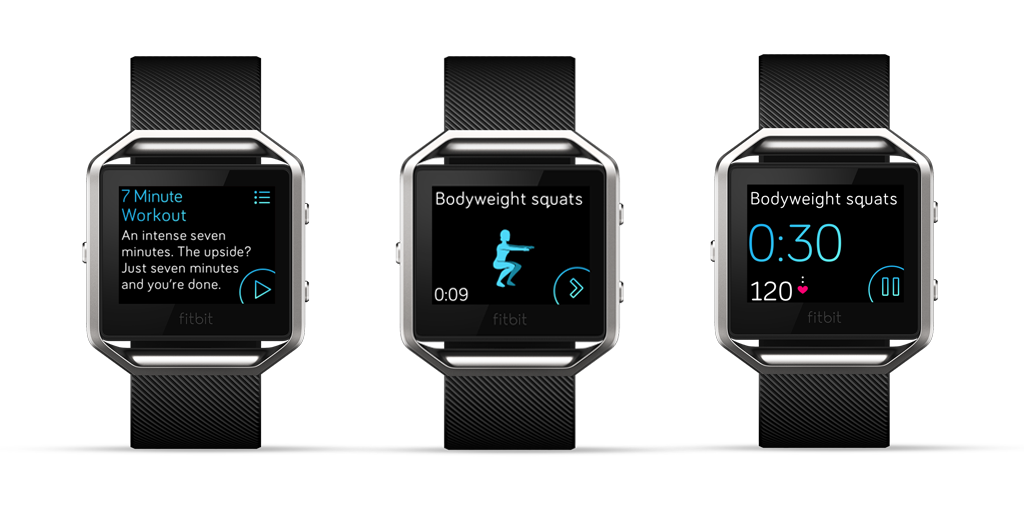 7 Minute
Workout
An intense seven
minutes. The upside?
Just seven minutes
and you're done.
fitbit
Bodyweight squats
0:09
fitbit
Bodyweight squats
0:30
120
fitbit